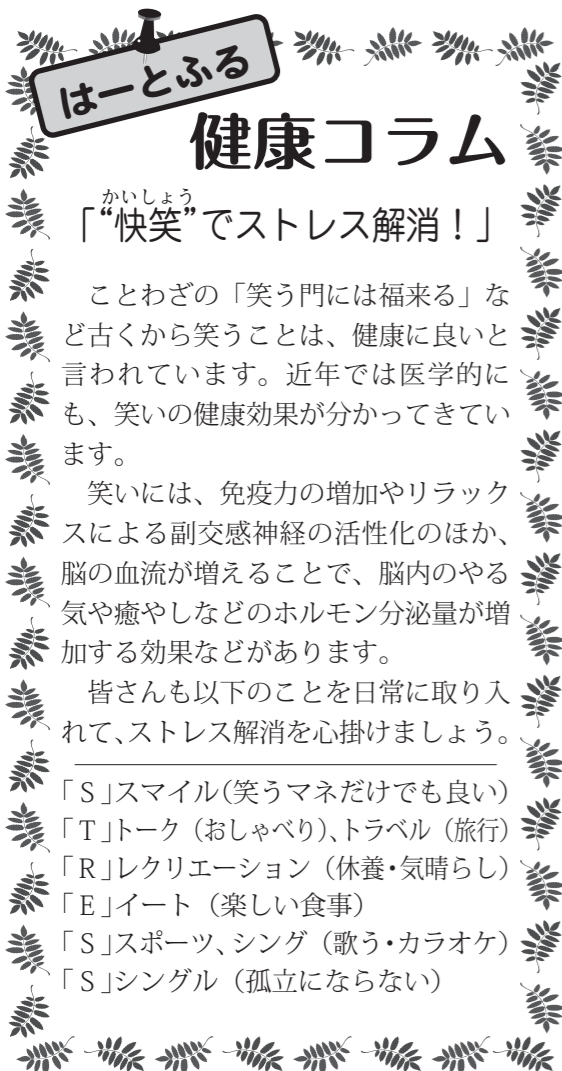 はーとふる
健康コラム
かいしょう
「“快笑”でストレス解消！」
ことわざの「笑う門には福来る」な
ど古くから笑うことは、健康に良いと
言われています。近年では医学的に
も、笑いの健康効果が分かってきてい
ます。
笑いには、免疫力の増加やリラック
スによる副交感神経の活性化のほか、
脳の血流が増えることで、脳内のやる
気や癒やしなどのホルモン分泌量が増
加する効果などがあります。
皆さんも以下のことを日常に取り入
れて、ストレス解消を心掛けましょう。
「Ｓ」スマイル（笑うマネだけでも良い）
「Ｔ」トーク（おしゃべり）、トラベル（旅行）
「Ｒ」レクリエーション（休養・気晴らし）
「Ｅ」イート（楽しい食事）
「Ｓ」スポーツ、シング（歌う・カラオケ）
「Ｓ」シングル（孤立にならない）